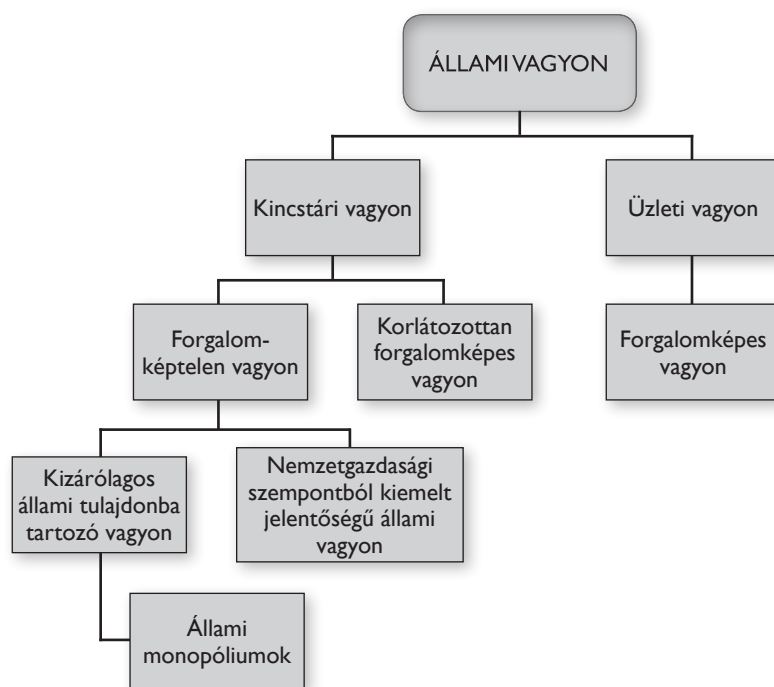 ÁLLAMI VAGYON
Kincstári vagyon
Üzleti vagyon
Forgalom-
képtelen vagyon
Korlátozottan
forgalomképes
vagyon
Forgalomképes
vagyon
Kizárólagos
állami tulajdonba
tartozó vagyon
Nemzetgazdasági
szempontból kiemelt
jelentőségű állami
vagyon
Állami
monopóliumok